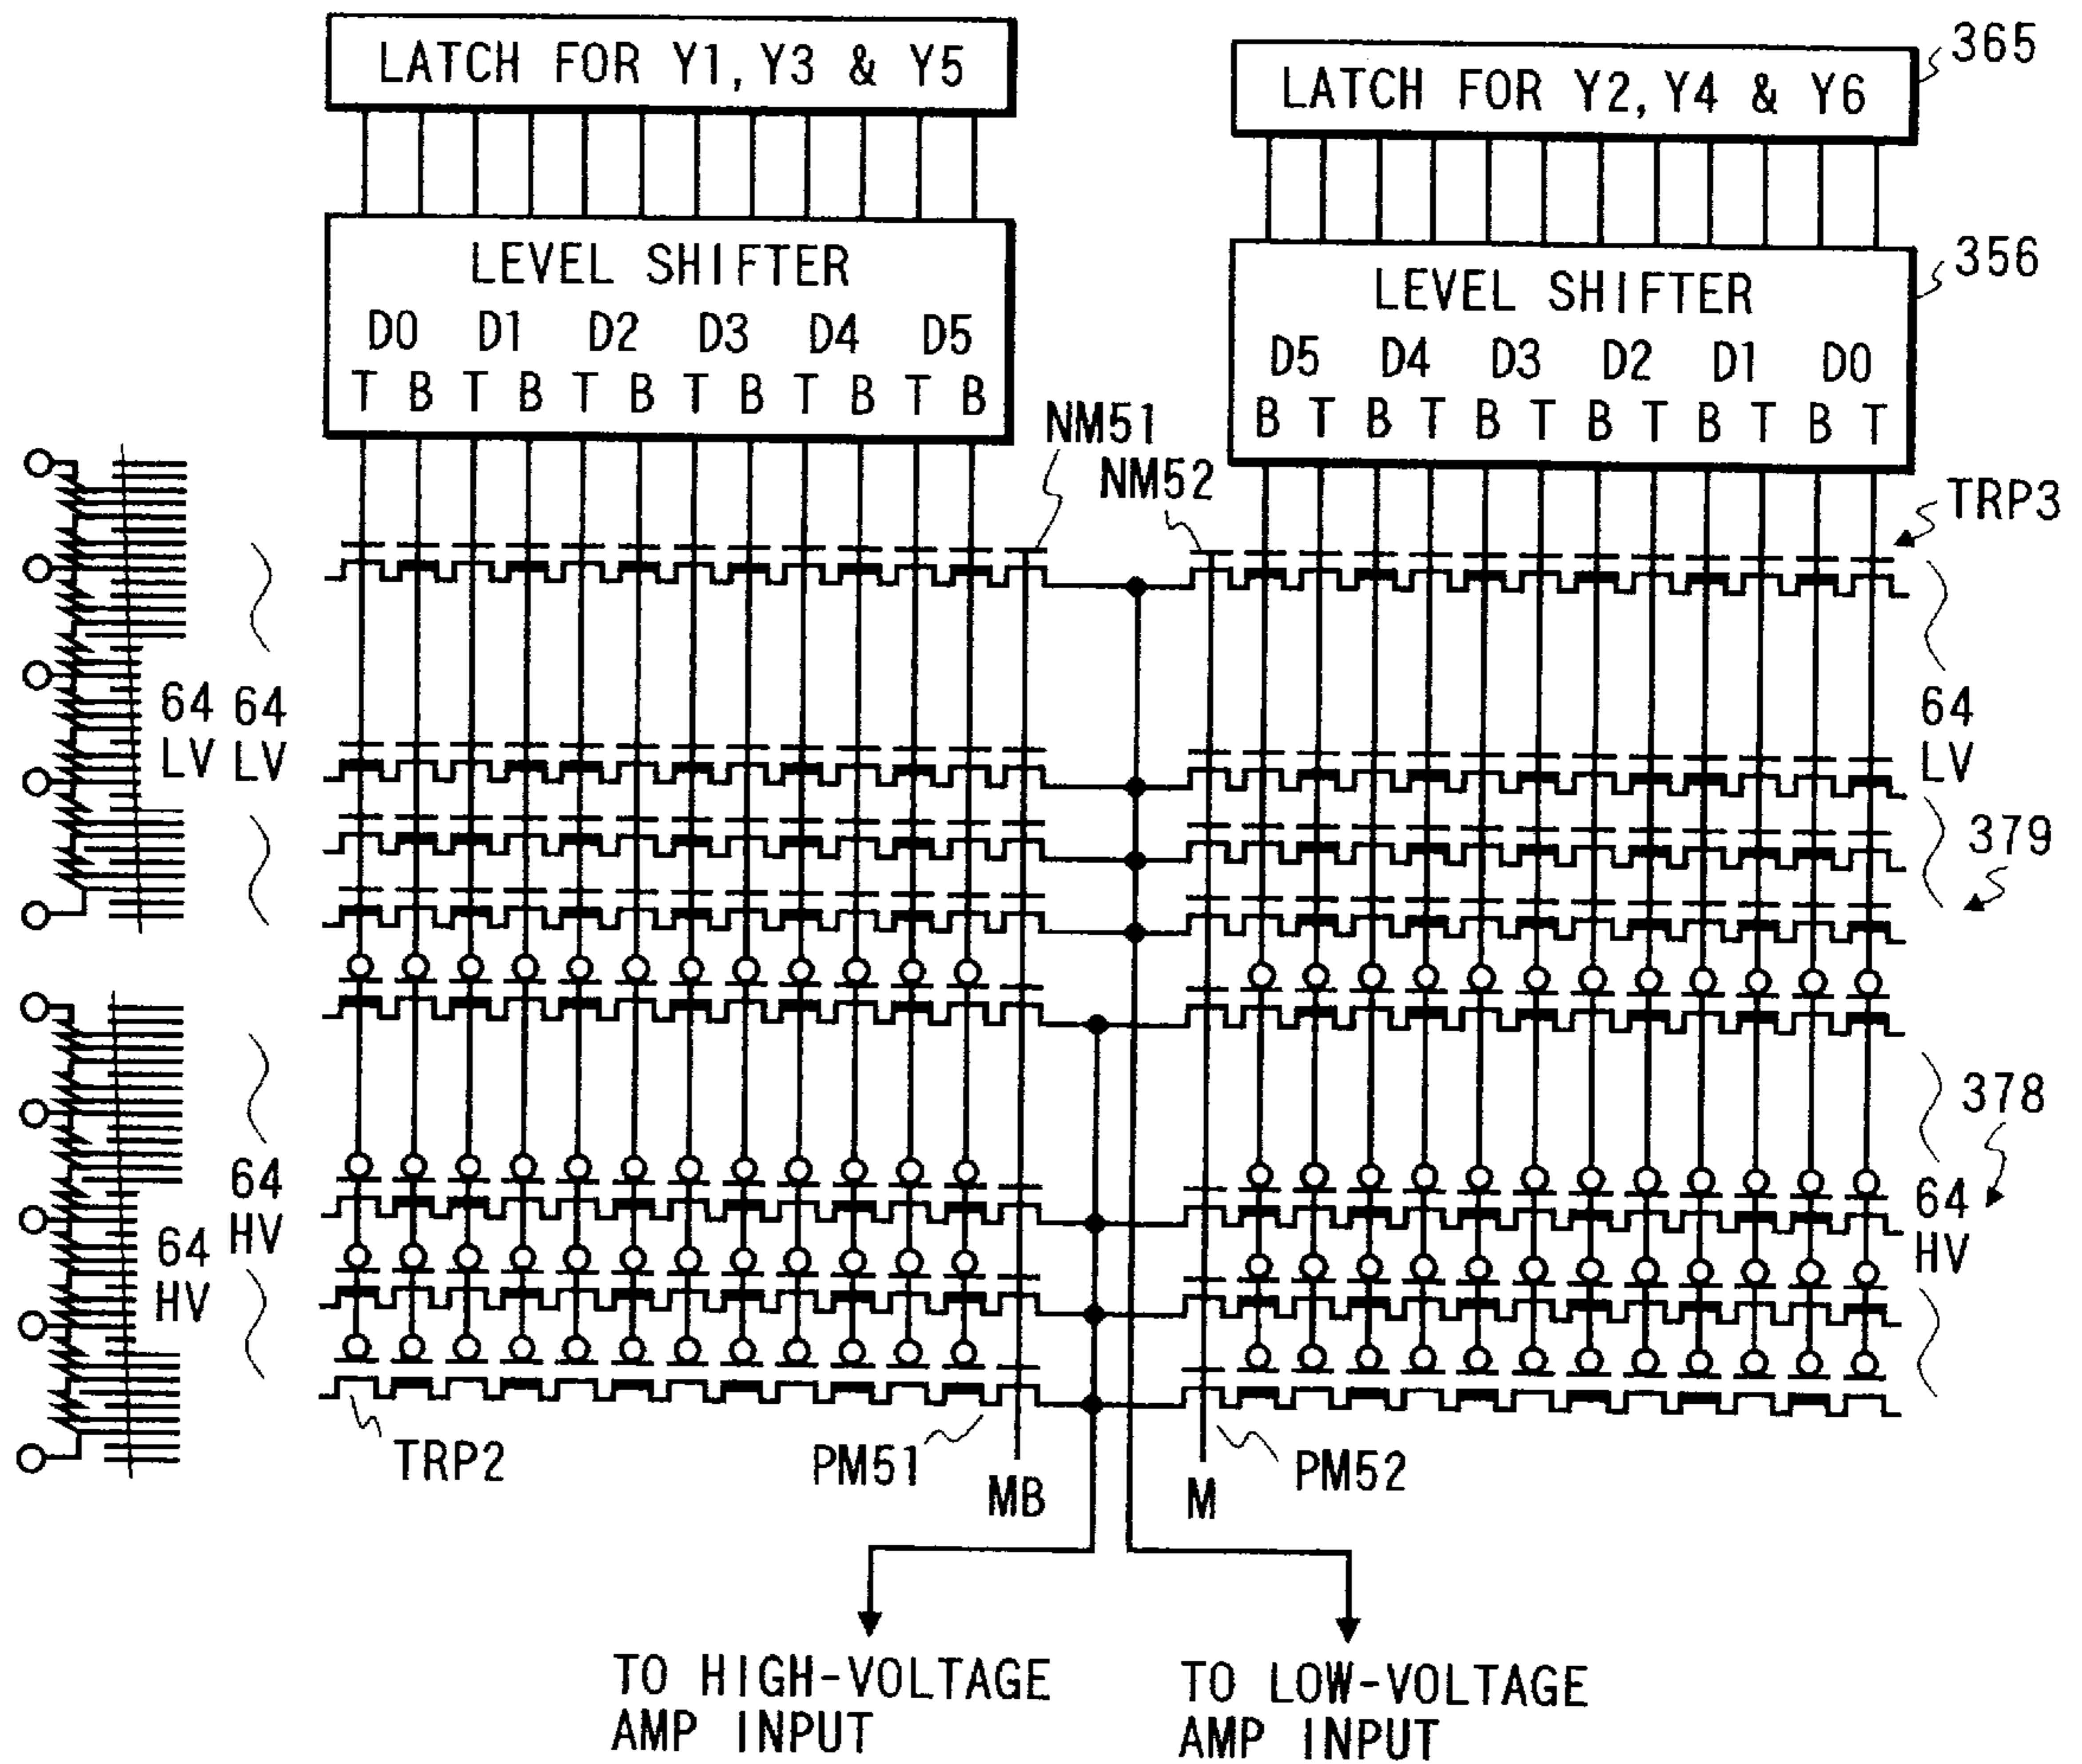 LATCH FOR Y1, Y3 & Y5
LATCH FOR Y2, Y4 & Y6
365
LEVEL SHIFTER
D0 D1 D2 D3 D4 D5
T B T B T B T B T B T B
LEVEL SHIFTER
D5 D4 D3 D2 D1 D0
B T B T B T B T B T B T
356
NM51
NM52
TRP3
64 64
LV LV
64
LV
379
378
64
HV
64
HV
64
HV
TRP2
PM51
MB
M
PM52
TO HIGH-VOLTAGE
AMP INPUT
TO LOW-VOLTAGE
AMP INPUT